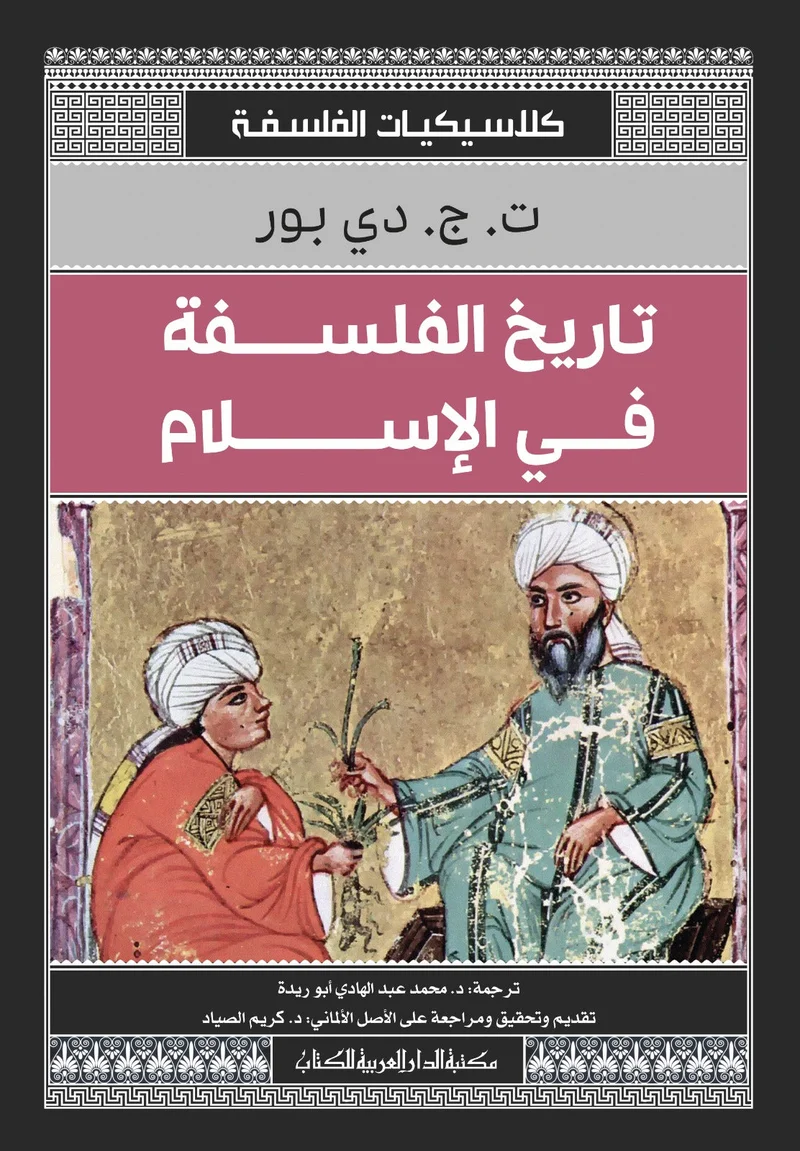 كلاسيكيات الفلسفة
ت. ج. دي بور
تاريخ الفلسفة
في الإسلام
ترجمة: د. محمد عبد الهادي أبو ريدة
تقديم وتحقيق ومراجعة على الأصل الألماني: د. كريم الصياد
مكتبة الدار العربية للكتاب